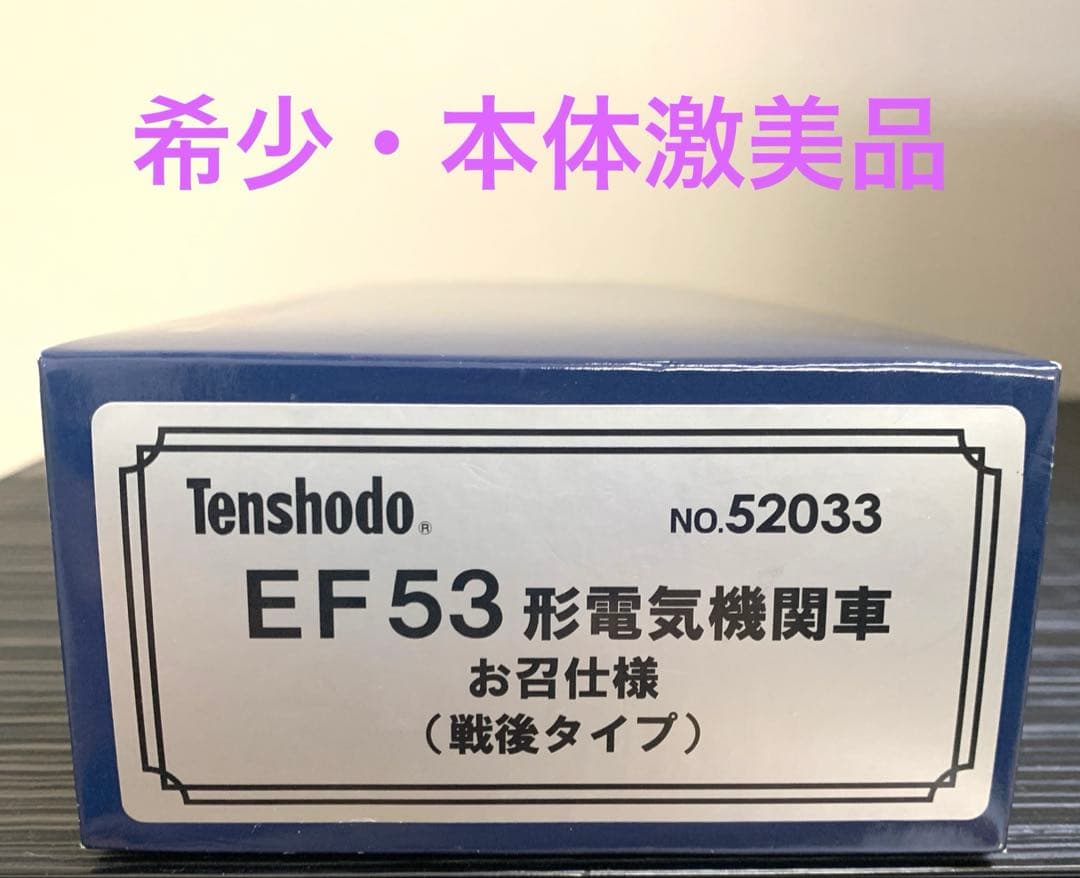 希少・本体激美品
Tenshodo® NO.52033
EF53形電気機関車
お召仕様
（戦後タイプ）